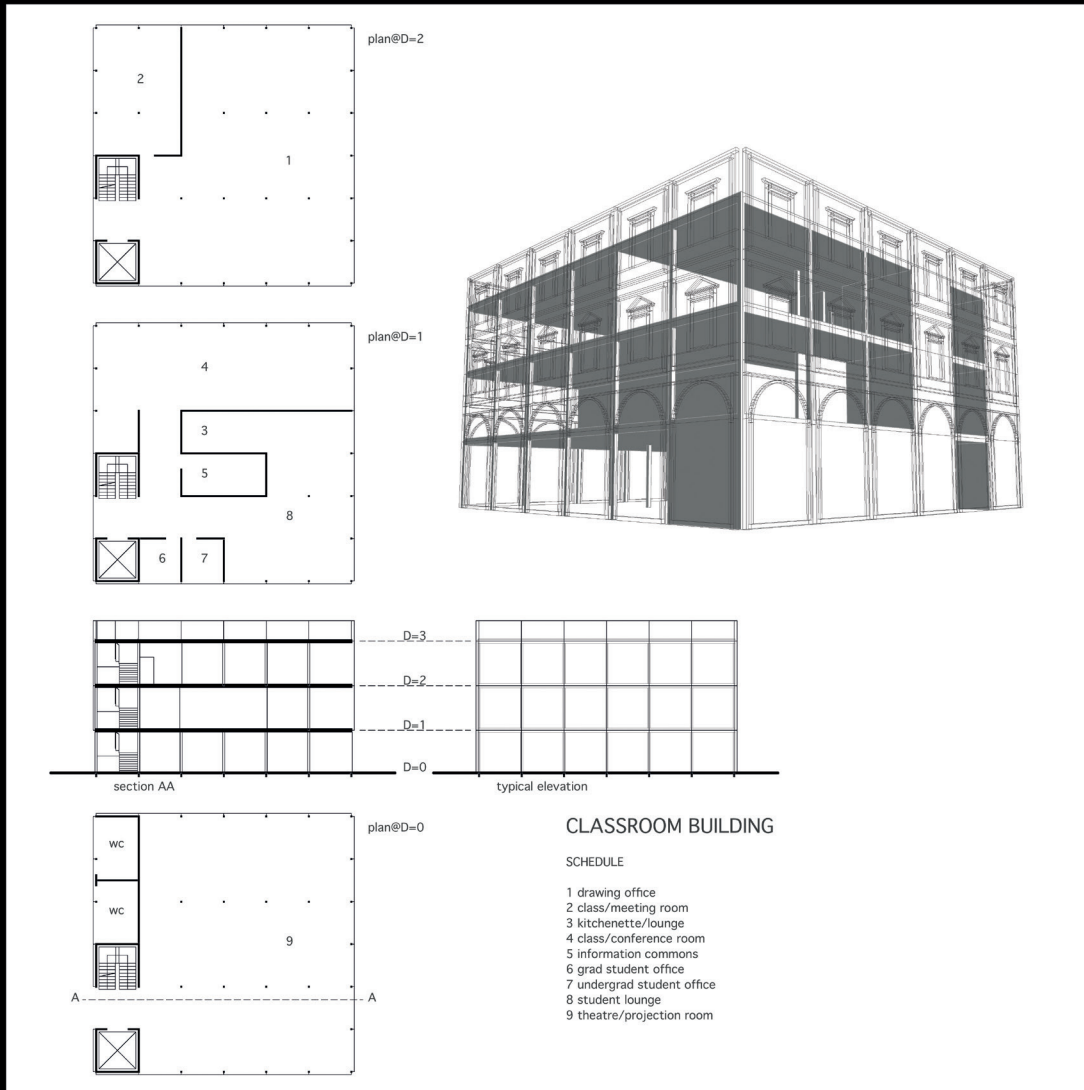 plan@D=2
2
1
plan@D=1
4
3
5
8
6
7
D=3
D=2
D=1
D=0
section AA
typical elevation
plan@D=0
wc
wc
9
A
A
CLASSROOM BUILDING
SCHEDULE
1 drawing office
2 class/meeting room
3 kitchenette/lounge
4 class/conference room
5 information commons
6 grad student office
7 undergrad student office
8 student lounge
9 theatre/projection room